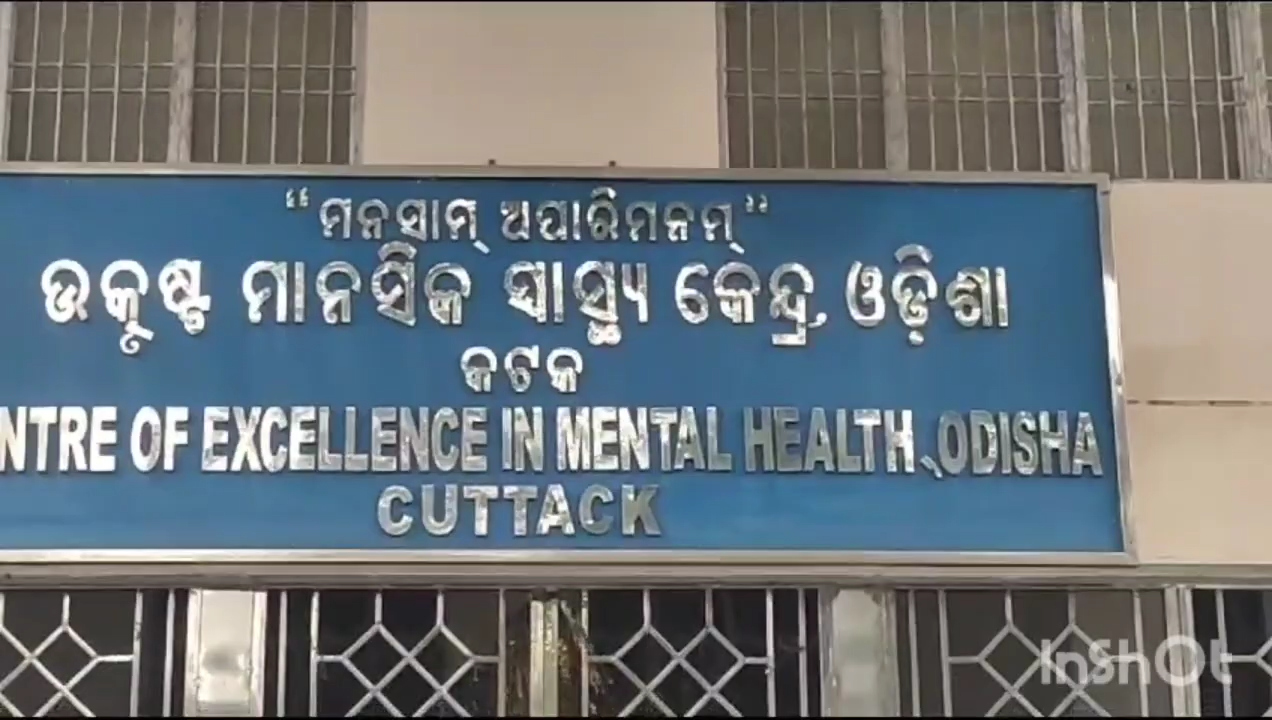 "ମନସାମ୍ ଅପାରିମନମ୍"
ଉତ୍କୃଷ୍ଟ ମାନସିକ ସ୍ୱାସ୍ଥ୍ୟ କେନ୍ଦ୍ର, ଓଡ଼ିଶା
କଟକ
NTRE OF EXCELLENCE IN MENTAL HEALTH, ODISHA
CUTTACK
InShOt